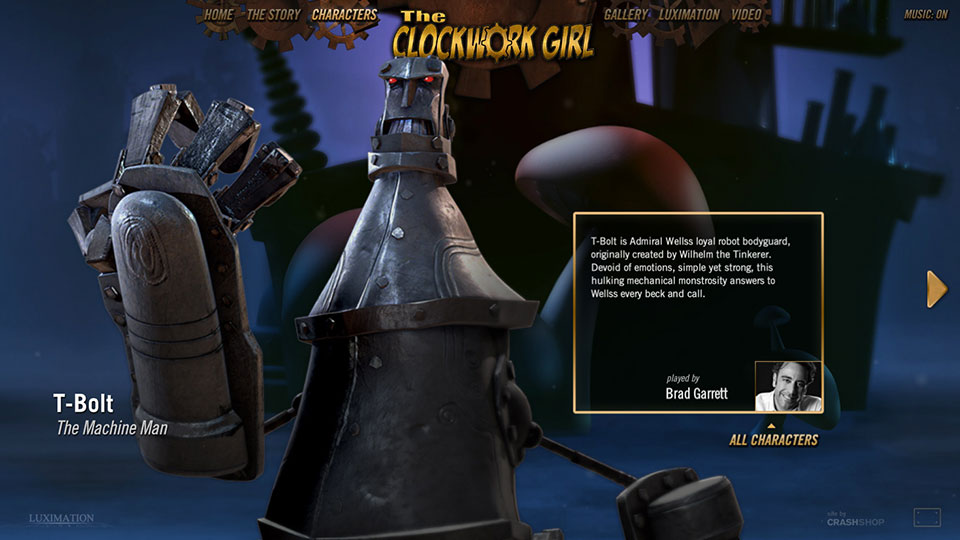 HOME THE STORY CHARACTERS
The
CLOCKWORK GIRL
GALLERY LUXIMATION VIDEO
MUSIC: ON
T-Bolt is Admiral Wellss loyal robot bodyguard,
originally created by Wilhelm the Tinkerer.
Devoid of emotions, simple yet strong, this
hulking mechanical monstrosity answers to
Wellss every beck and call.
played by
Brad Garrett
ALL CHARACTERS
T-Bolt
The Machine Man
LUXIMATION
site by
CRASHSHOP